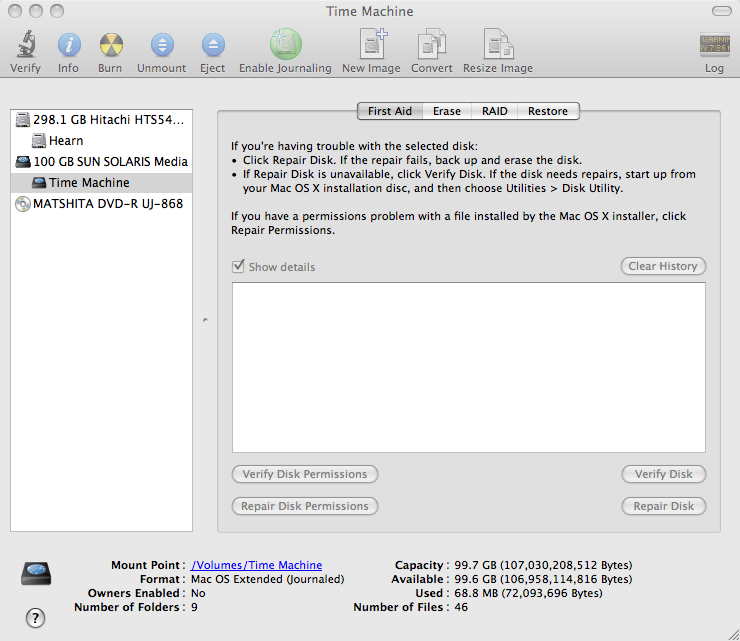 Time Machine
Verify Info Burn Unmount Eject Enable Journaling New Image Convert Resize Image Log
298.1 GB Hitachi HTS54...
Hearn
100 GB SUN SOLARIS Media
Time Machine
MATSHITA DVD-R UJ-868
First Aid Erase RAID Restore
If you're having trouble with the selected disk:
• Click Repair Disk. If the repair fails, back up and erase the disk.
• If Repair Disk is unavailable, click Verify Disk. If the disk needs repairs, start up from
your Mac OS X installation disc, and then choose Utilities > Disk Utility.
If you have a permissions problem with a file installed by the Mac OS X installer, click
Repair Permissions.
Show details
Clear History
Verify Disk Permissions
Verify Disk
Repair Disk Permissions
Repair Disk
Mount Point : /Volumes/Time Machine
Format : Mac OS Extended (Journaled)
Owners Enabled : No
Number of Folders : 9
Capacity : 99.7 GB (107,030,208,512 Bytes)
Available : 99.6 GB (106,958,114,816 Bytes)
Used : 68.8 MB (72,093,696 Bytes)
Number of Files : 46
?